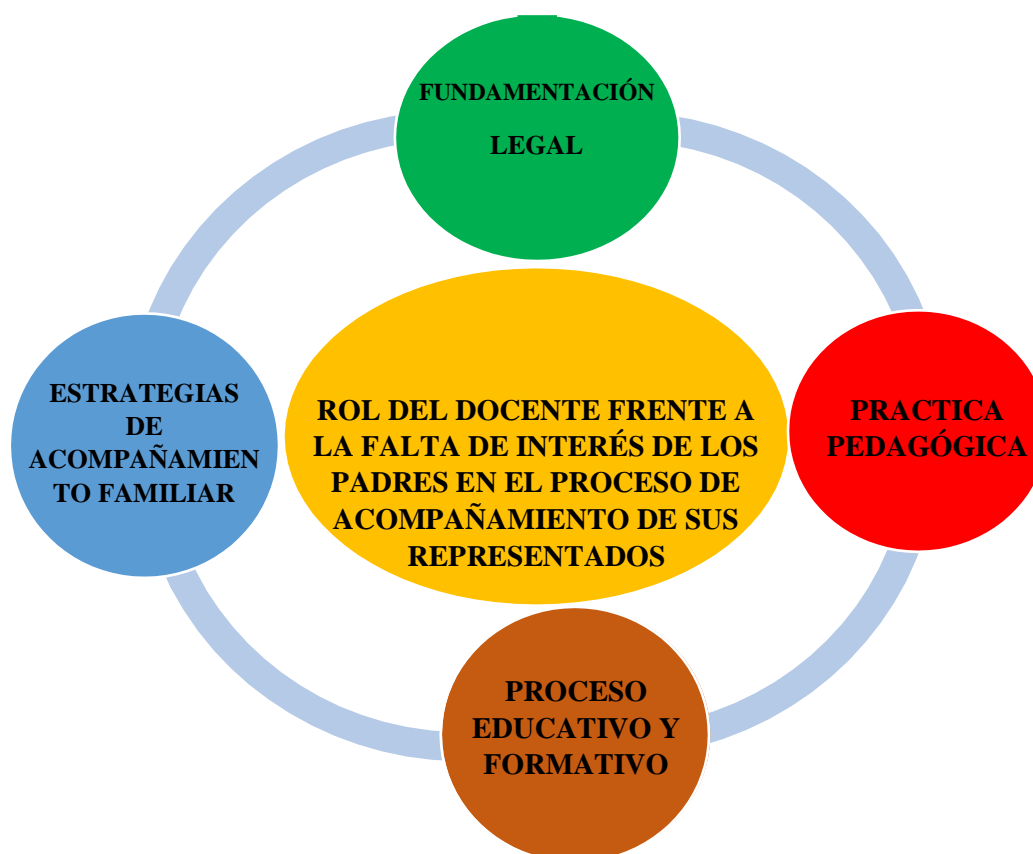 FUNDAMENTACIÓN
LEGAL
ESTRATEGIAS
DE
ACOMPAÑAMIEN
TO FAMILIAR
ROL DEL DOCENTE FRENTE A
LA FALTA DE INTERÉS DE LOS
PADRES EN EL PROCESO DE
ACOMPAÑAMIENTO DE SUS
REPRESENTADOS
PRACTICA
PEDAGÓGICA
PROCESO
EDUCATIVO Y
FORMATIVO